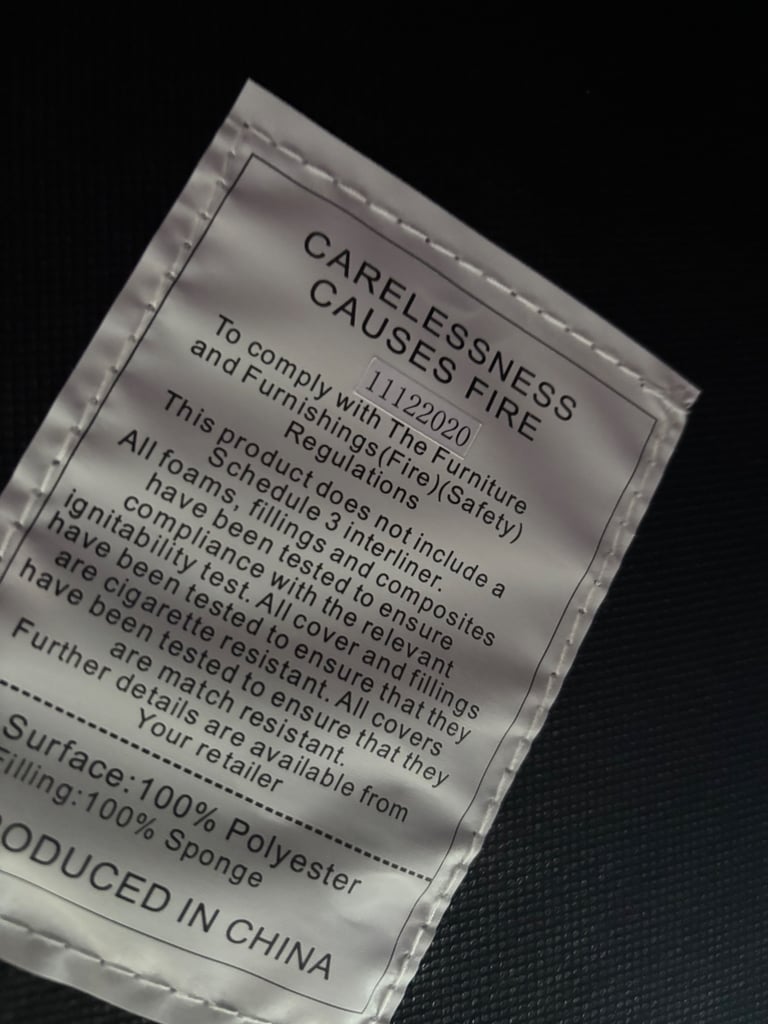 CARELESSNESS
CAUSES FIRE
11122020
To comply with The Furniture
and Furnishings(Fire)(Safety)
Regulations
This product does not include a
Schedule 3 interliner.
All foams, fillings and composites
have been tested to ensure
compliance with the relevant
ignitability test. All cover and fillings
have been tested to ensure that they
are cigarette resistant. All covers
have been tested to ensure that they
are match resistant.
Further details are available from
Your retailer
Surface:100% Polyester
Filling:100% Sponge
ODUCED IN CHINA